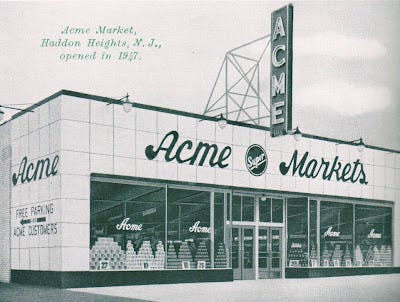 Acme Market,
Haddon Heights, N. J.,
opened in 1947.
ACME
Acme Super Markets
Acme
FREE PARKING
ACME CUSTOMERS
Acme
Acme
Acme
Acme